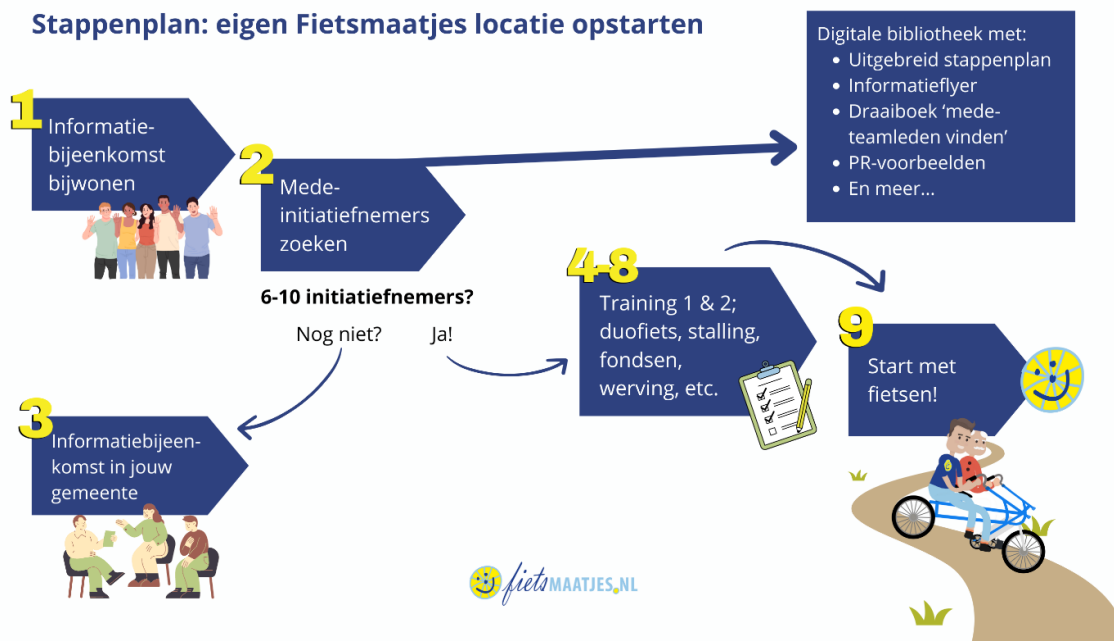 Stappenplan: eigen Fietsmaatjes locatie opstarten
1
Informatie-
bijeenkomst
bijwonen
2
Mede-
initiatiefnemers
zoeken
Digitale bibliotheek met:
• Uitgebreid stappenplan
• Informatieflyer
• Draaiboek ‘mede-
teamleden vinden’
• PR-voorbeelden
• En meer...
6-10 initiatiefnemers?
Nog niet?
Ja!
3
Informatiebijeen-
komst in jouw
gemeente
4-8
Training 1 & 2;
duofiets, stalling,
fondsen,
werving, etc.
9
Start met
fietsen!
fietsMAATJES.NL